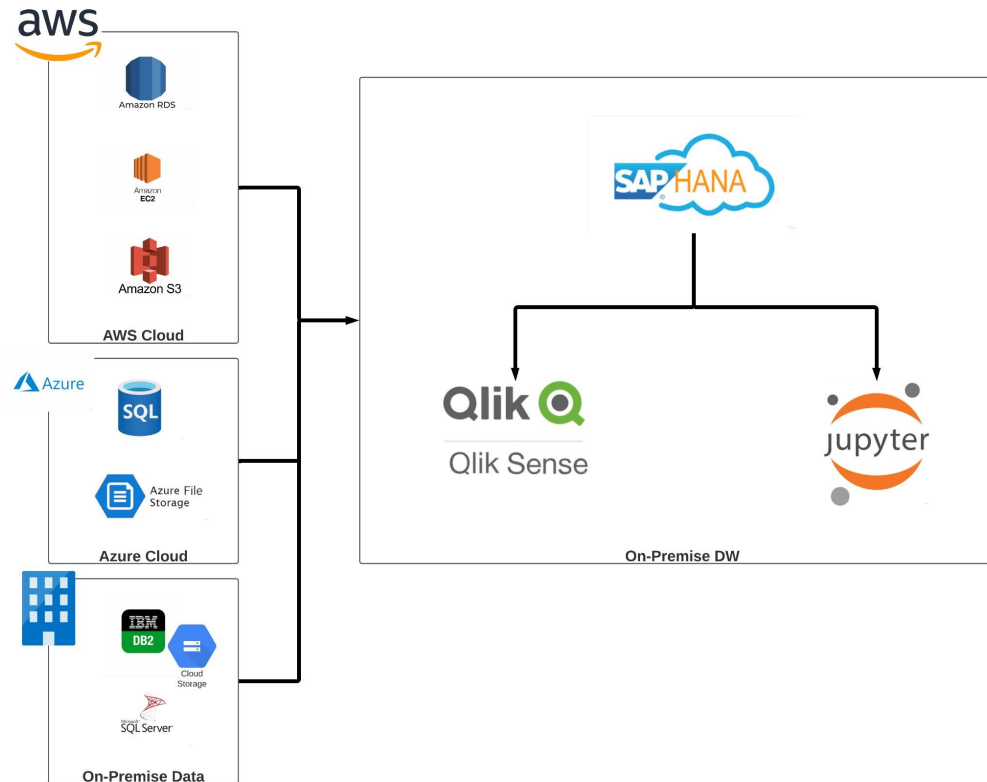 aws
Amazon RDS
Amazon
EC2
Amazon S3
AWS Cloud
Azure
SQL
Azure File
Storage
Azure Cloud
IBM
DB2
Cloud
Storage
Microsoft
SQL Server
On-Premise Data
SAP HANA
®
Qlik
Qlik Sense
jupyter
On-Premise DW